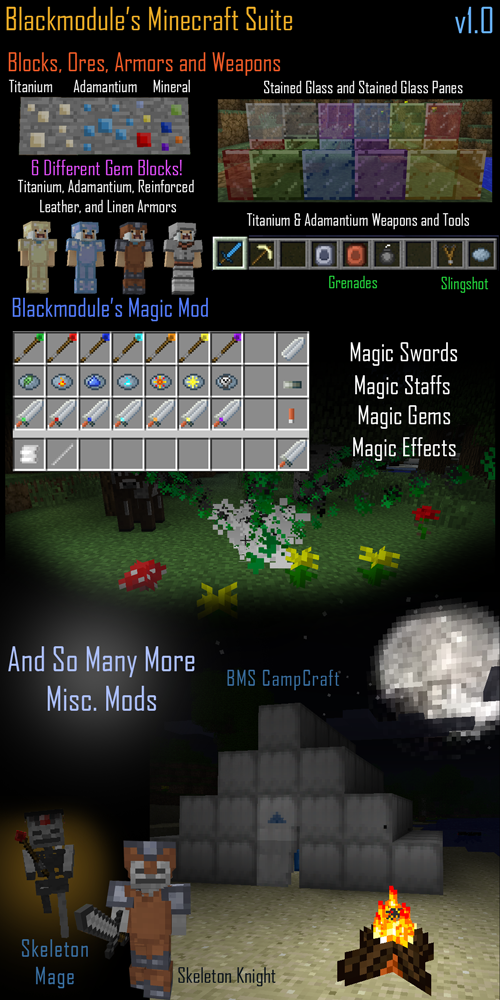 Blackmodule's Minecraft Suite
v1.0
Blocks, Ores, Armors and Weapons
Titanium Adamantium Mineral
Stained Glass and Stained Glass Panes
6 Different Gem Blocks!
Titanium, Adamantium, Reinforced
Leather, and Linen Armors
Titanium & Adamantium Weapons and Tools
Grenades
Slingshot
Blackmodule's Magic Mod
Magic Swords
Magic Staffs
Magic Gems
Magic Effects
And So Many More
Misc. Mods
BMS CampCraft
Skeleton
Mage
Skeleton Knight